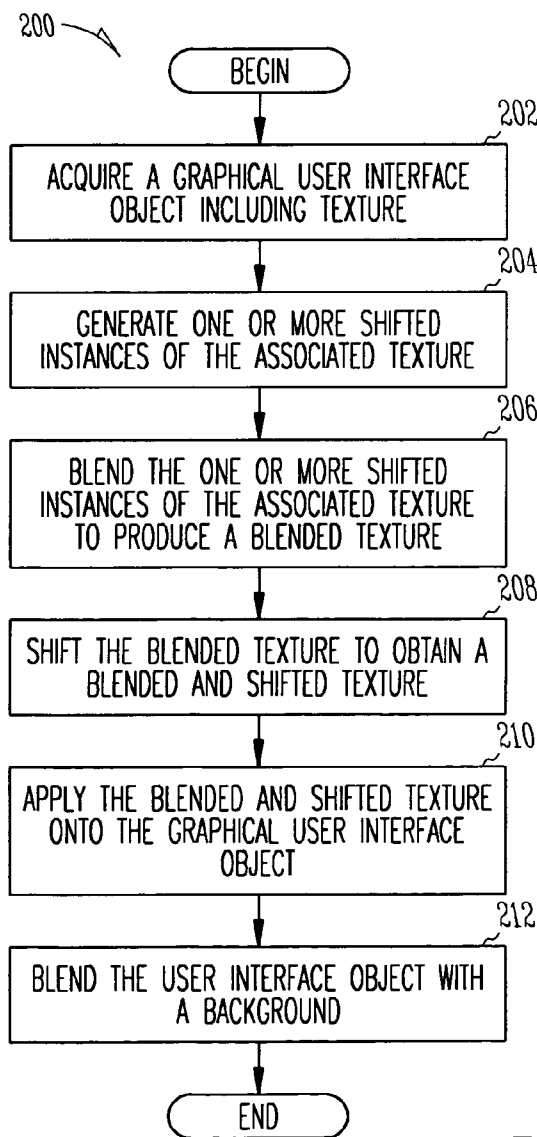 200
BEGIN
202
ACQUIRE A GRAPHICAL USER INTERFACE
OBJECT INCLUDING TEXTURE
204
GENERATE ONE OR MORE SHIFTED
INSTANCES OF THE ASSOCIATED TEXTURE
206
BLEND THE ONE OR MORE SHIFTED
INSTANCES OF THE ASSOCIATED TEXTURE
TO PRODUCE A BLENDED TEXTURE
208
SHIFT THE BLENDED TEXTURE TO OBTAIN A
BLENDED AND SHIFTED TEXTURE
210
APPLY THE BLENDED AND SHIFTED TEXTURE
ONTO THE GRAPHICAL USER INTERFACE
OBJECT
212
BLEND THE USER INTERFACE OBJECT WITH
A BACKGROUND
END